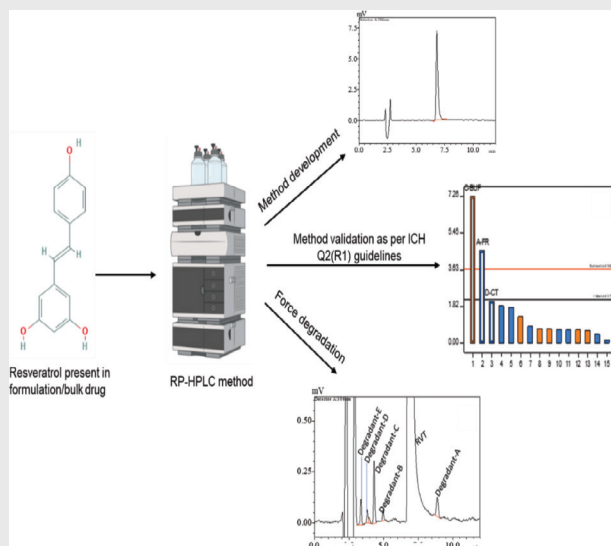 mV
7.5
5.0
2.5
0.0
0.0 2.5 5.0 7.5 10.0
H
O
H
H
H
O
O
H
Resveratrol present in
formulation/bulk drug
RP-HPLC method
Method development
Method validation as per ICH
Q2(R1) guidelines
Force degradation
7.25
5.45
3.60
1.82
0.00
A-FR
D-CT
1 2 3 4 5 6 7 8 9 10 11 12 13 14 15
mV
0.50
0.25
0.00
0.0 5.0 10.0
Degradant-E
Degradant-D
Degradant-C
Degradant-B
RVT
Degradant-A